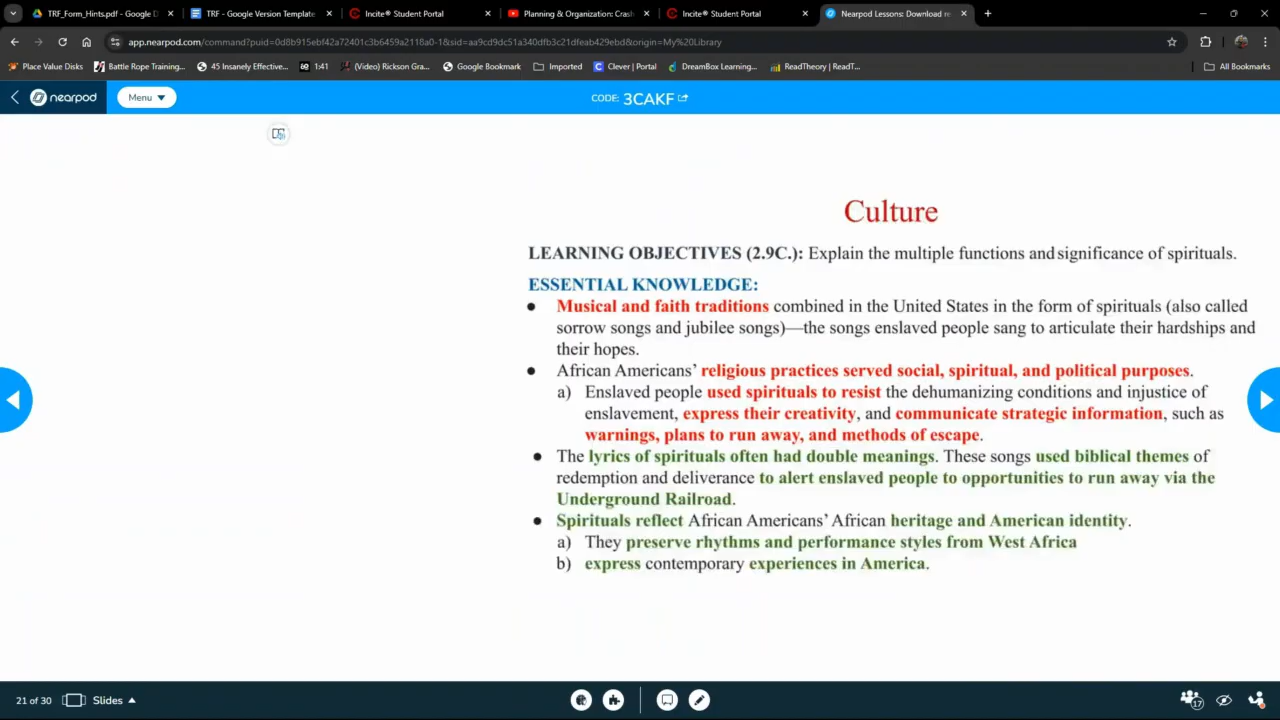 TRF_Form_Hints.pdf - Google D
TRF - Google Version Template
Incite® Student Portal
Planning & Organization: Crash
Incite® Student Portal
Nearpod Lessons: Download re
app.nearpod.com/command?puid=0d8b915ebf42a72401c3b6459a2118a0-1&sid=aa9cd9dc51a340dfb3c21dfeab429ebd&origin=My%20Library
Place Value Disks
Battle Rope Training...
45 Insanely Effective...
1:41
(Video) Rickson Gra...
Google Bookmark
Imported
Clever | Portal
DreamBox Learning...
ReadTheory | ReadT...
All Bookmarks
nearpod
Menu
CODE: 3CAKF
Culture
LEARNING OBJECTIVES (2.9C.): Explain the multiple functions and significance of spirituals.
ESSENTIAL KNOWLEDGE:
● Musical and faith traditions combined in the United States in the form of spirituals (also called
sorrow songs and jubilee songs)—the songs enslaved people sang to articulate their hardships and
their hopes.
● African Americans' religious practices served social, spiritual, and political purposes.
a) Enslaved people used spirituals to resist the dehumanizing conditions and injustice of
enslavement, express their creativity, and communicate strategic information, such as
warnings, plans to run away, and methods of escape.
● The lyrics of spirituals often had double meanings. These songs used biblical themes of
redemption and deliverance to alert enslaved people to opportunities to run away via the
Underground Railroad.
● Spirituals reflect African Americans' African heritage and American identity.
a) They preserve rhythms and performance styles from West Africa
b) express contemporary experiences in America.
21 of 30
Slides
17